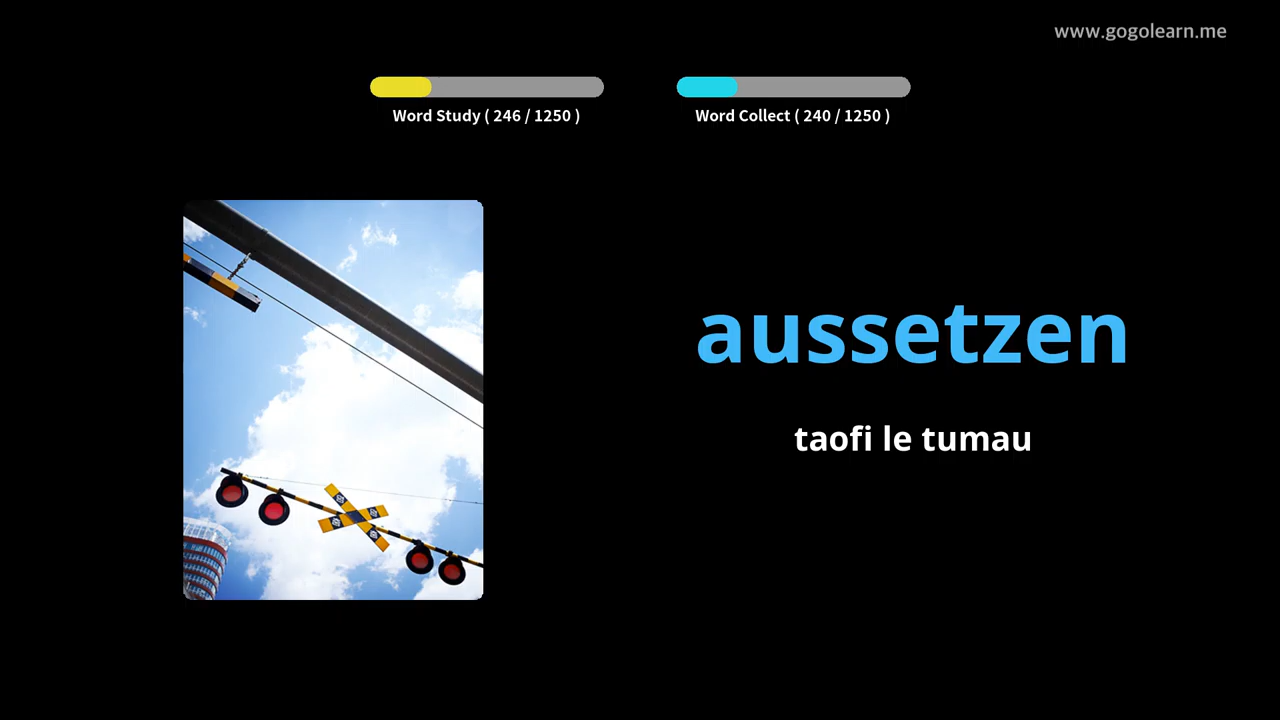 www.gogolearn.me
Word Study ( 246 / 1250 )
Word Collect ( 240 / 1250 )
aussetzen
taofi le tumau